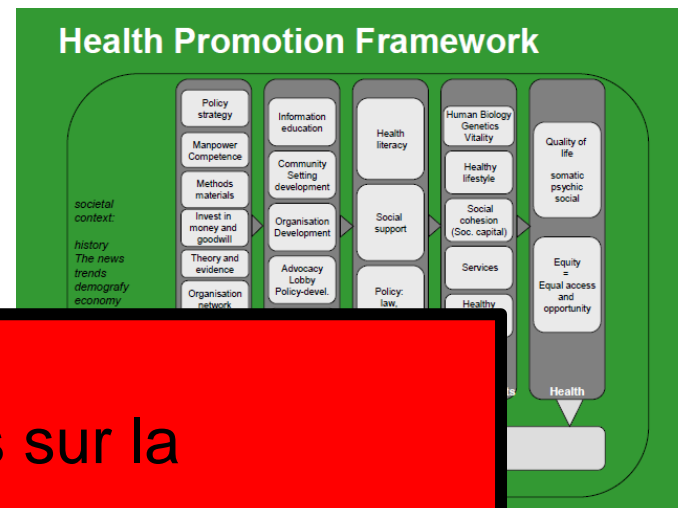 Health Promotion Framework
societal
context:
history
The news
trends
demografy
economy
Policy
strategy
Manpower
Competence
Methods
materials
Invest in
money and
goodwill
Theory and
evidence
Organisation
network
Information
education
Community
Setting
development
Organisation
Development
Advocacy
Lobby
Policy-devel.
Health
literacy
Social
support
Policy:
law,
Human Biology
Genetics
Vitality
Healthy
lifestyle
Social
cohesion
(Soc. capital)
Services
Healthy
Quality of
life
somatic
psychic
social
Equity
=
Equal access
and
opportunity
Health
sur la